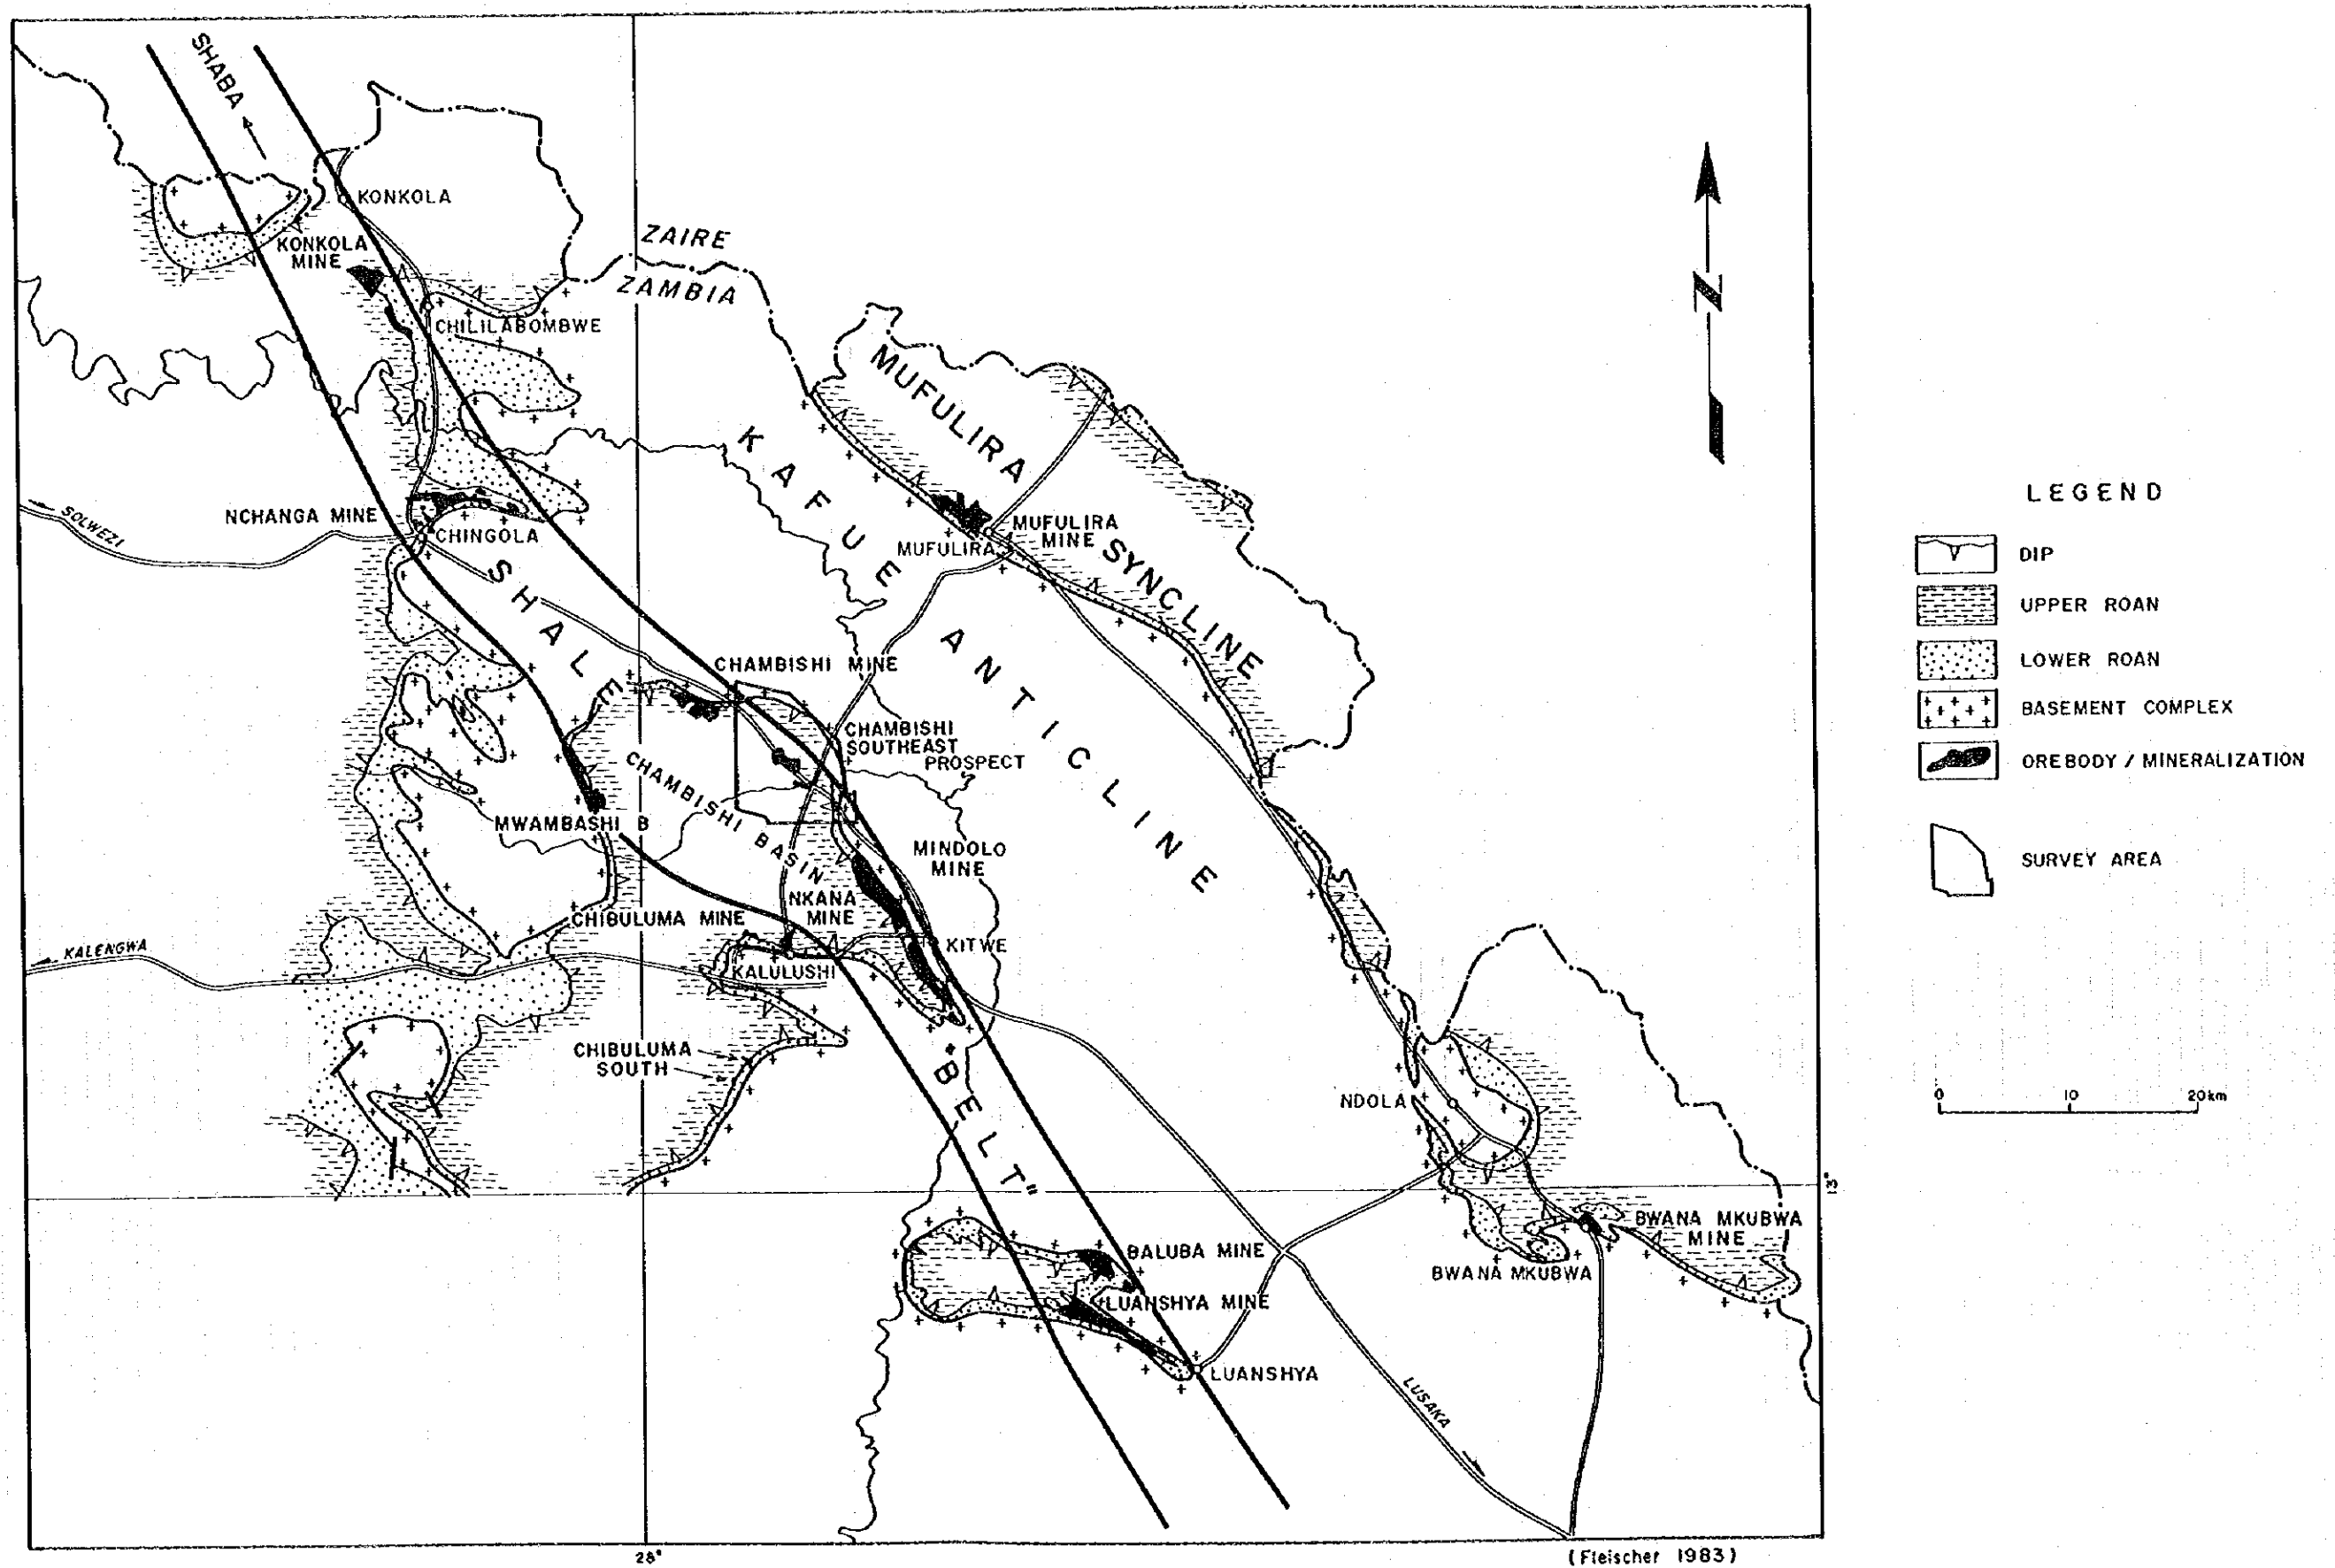 SHABA
KONKOLA
KONKOLA
MINE
ZAIRE
ZAMBIA
CHILILABOMBWE
MUFULIRA SYNCLINE
KAFUE ANTICLINE
SOLWEZI
NCHANGA MINE
CHINGOLA
MUFULIRA
MINE
MUFULIRA
SHALE BELT"
CHAMBISHI MINE
CHAMBISHI
SOUTHEAST
PROSPECT
CHAMBISHI BASIN
MWAMBASHI B
MINDOLO
MINE
NKANA
MINE
CHIBULUMA MINE
KITWE
KALENGWA
KALULUSHI
CHIBULUMA
SOUTH
NDOLA
BWANA MKUBWA
MINE
BWANA MKUBWA
BALUBA MINE
LUANSHYA MINE
LUANSHYA
LUSAKA
N
13°
28°
(Fleischer 1983)
LEGEND
DIP
UPPER ROAN
LOWER ROAN
BASEMENT COMPLEX
OREBODY / MINERALIZATION
SURVEY AREA
0 10 20km